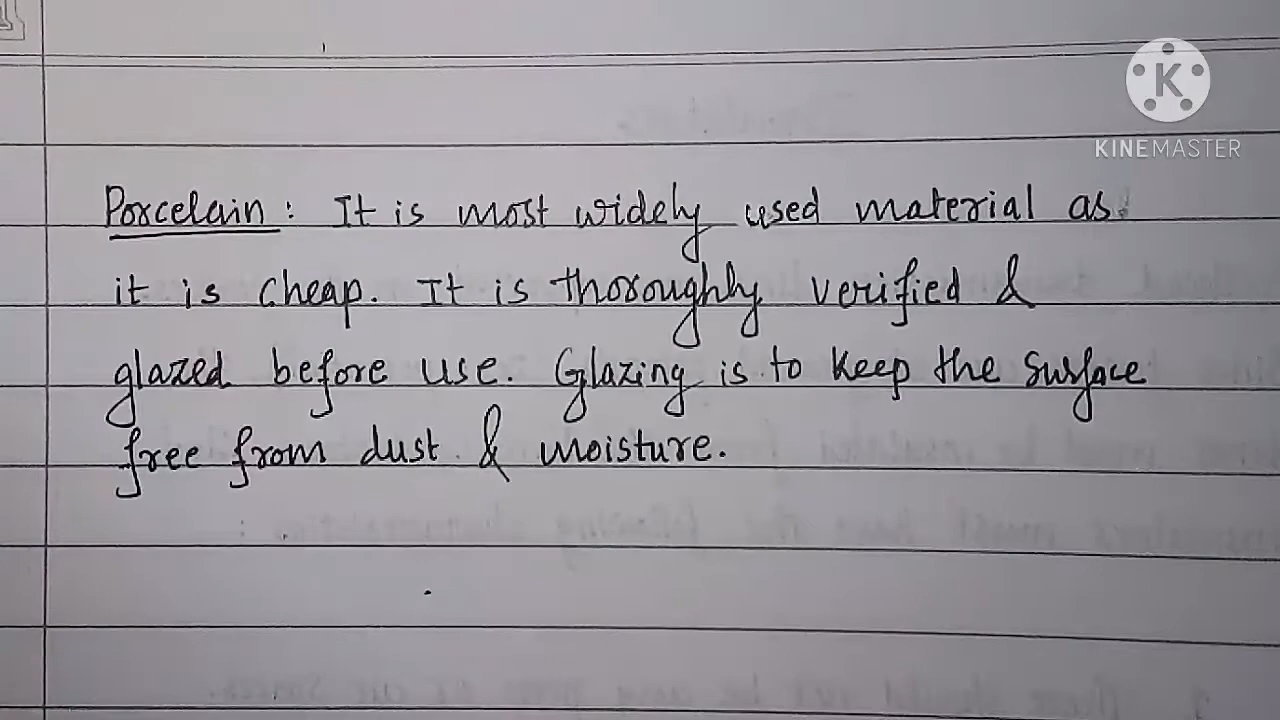 KINEMASTER
Porcelain : It is most widely used material as
it is cheap. It is thoroughly verified &
glazed before use. Glazing is to keep the surface
free from dust & moisture.